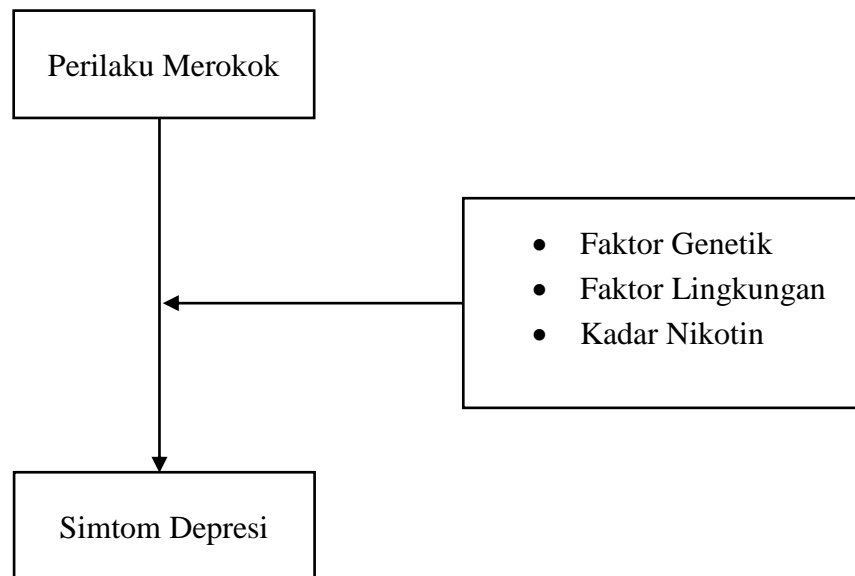 Perilaku Merokok
• Faktor Genetik
• Faktor Lingkungan
• Kadar Nikotin
Simtom Depresi